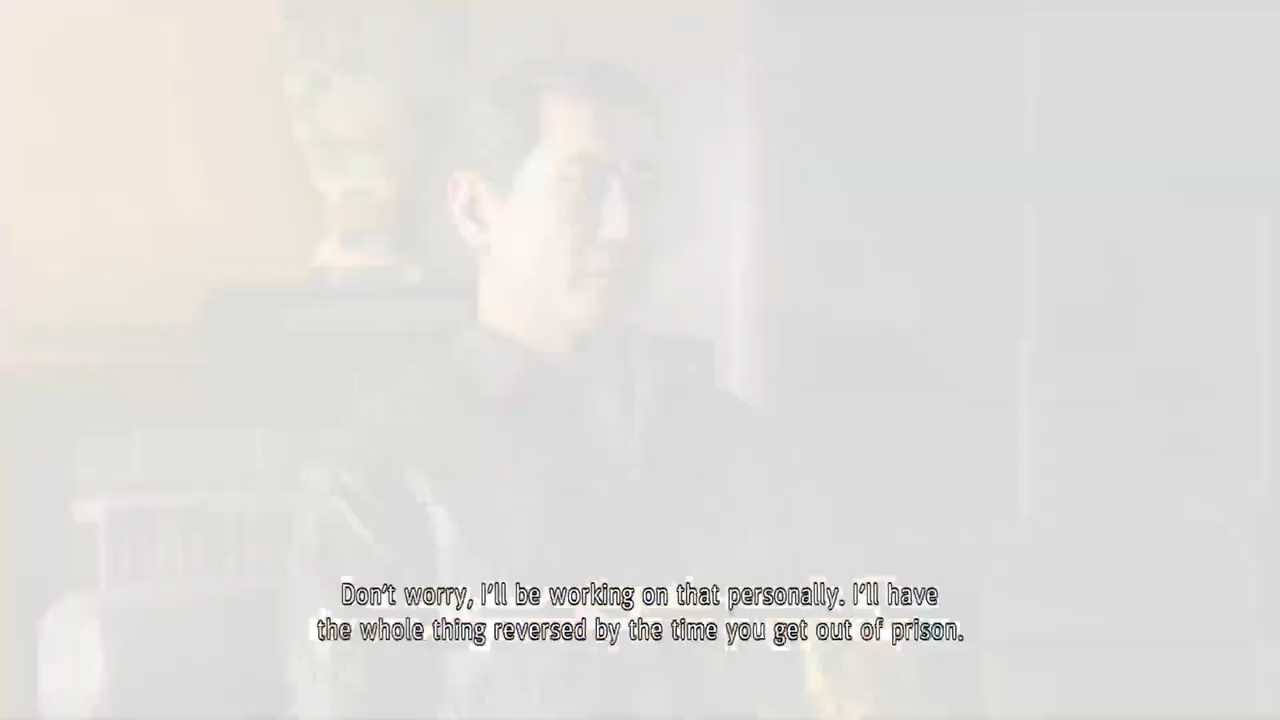 Don't worry, I'll be working on that personally. I'll have
the whole thing reversed by the time you get out of prison.